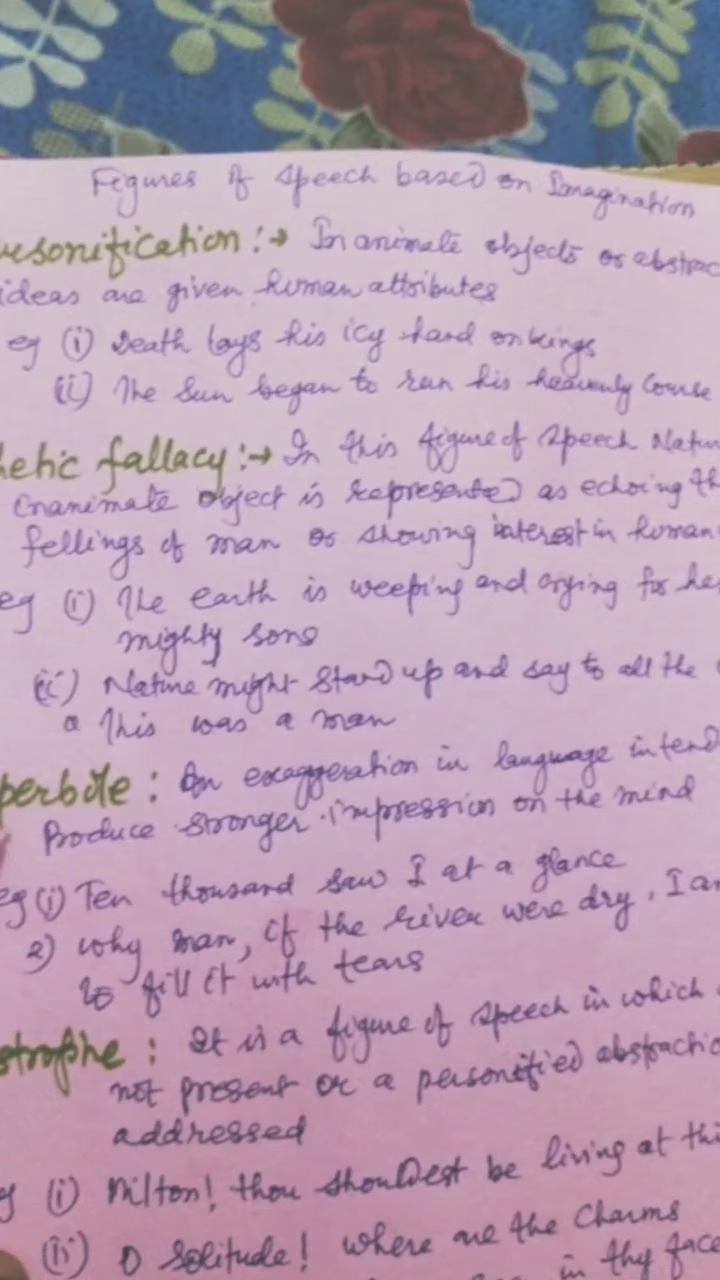 Figures of speech based on Imagination
resonification :→ Inanimate objects or abstrac
ideas are given human attributes
eg (i) Death lays his icy hand on kings
(ii) The Sun began to run his heavenly Course
hetic fallacy :→ In this figure of speech Natur
inanimate object is represented as echoing th
fellings of man or showing interest in human
eg (i) The earth is weeping and crying for he
mighty sons
(ii) Nature might Stand up and say to all the
This was a man
perbole : An exaggeration in language intend
Produce stronger impression on the mind
eg (i) Ten thousand saw I at a glance
2) why man, if the river were dry, I am
to fill it with tears
strophe : It is a figure of speech in which
not present or a personified abstractio
addressed
g (i) Milton! thou shouldest be living at thi
(ii) O Solitude! where are the Charms
in thy face